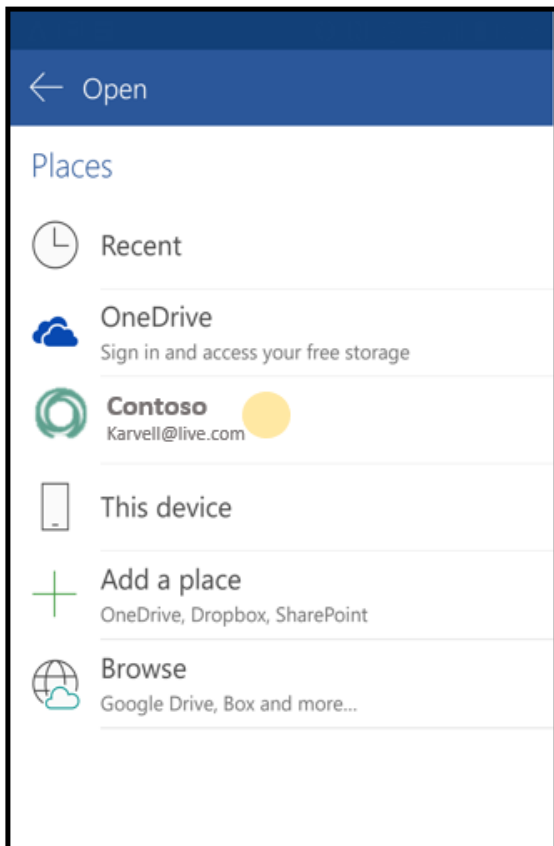 Open
Places
Recent
OneDrive
Sign in and access your free storage
Contoso
Karvell@live.com
This device
Add a place
OneDrive, Dropbox, SharePoint
Browse
Google Drive, Box and more...